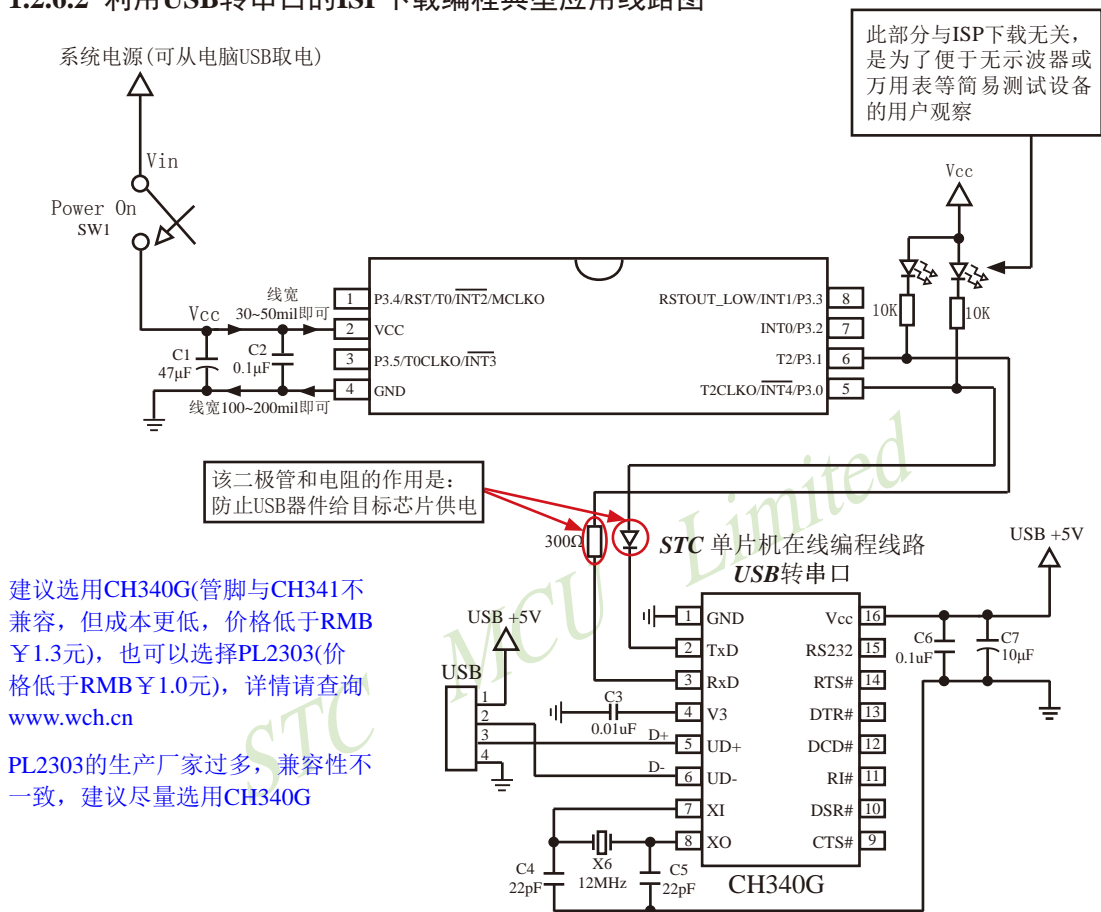 1.2.6.2 利用USB转串口的ISP下载编程典型应用线路图
此部分与ISP下载无关,
是为了便于无示波器或
万用表等简易测试设备
的用户观察
系统电源(可从电脑USB取电)
Vin
Power On
SW1
Vcc
线宽
30~50mil即可
C1
47μF
C2
0.1μF
线宽100~200mil即可
1 P3.4/RST/T0/INT2/MCLKO
2 VCC
3 P3.5/T0CLKO/INT3
4 GND
RSTOUT_LOW/INT1/P3.3 8
INT0/P3.2 7
T2/P3.1 6
T2CLKO/INT4/P3.0 5
Vcc
10K
10K
该二极管和电阻的作用是:
防止USB器件给目标芯片供电
300Ω
STC 单片机在线编程线路
USB转串口
USB +5V
建议选用CH340G(管脚与CH341不
兼容，但成本更低，价格低于RMB
￥1.3元)，也可以选择PL2303(价
格低于RMB￥1.0元)，详情请查询
www.wch.cn
PL2303的生产厂家过多，兼容性不
一致，建议尽量选用CH340G
USB +5V
USB
1
2
3
4
D+
D-
C3
0.01uF
1 GND
2 TxD
3 RxD
4 V3
5 UD+
6 UD-
7 XI
8 XO
Vcc 16
RS232 15
RTS# 14
DTR# 13
DCD# 12
RI# 11
DSR# 10
CTS# 9
C6
0.1uF
C7
10μF
C4
22pF
X6
12MHz
C5
22pF
CH340G
STC MCU Limited